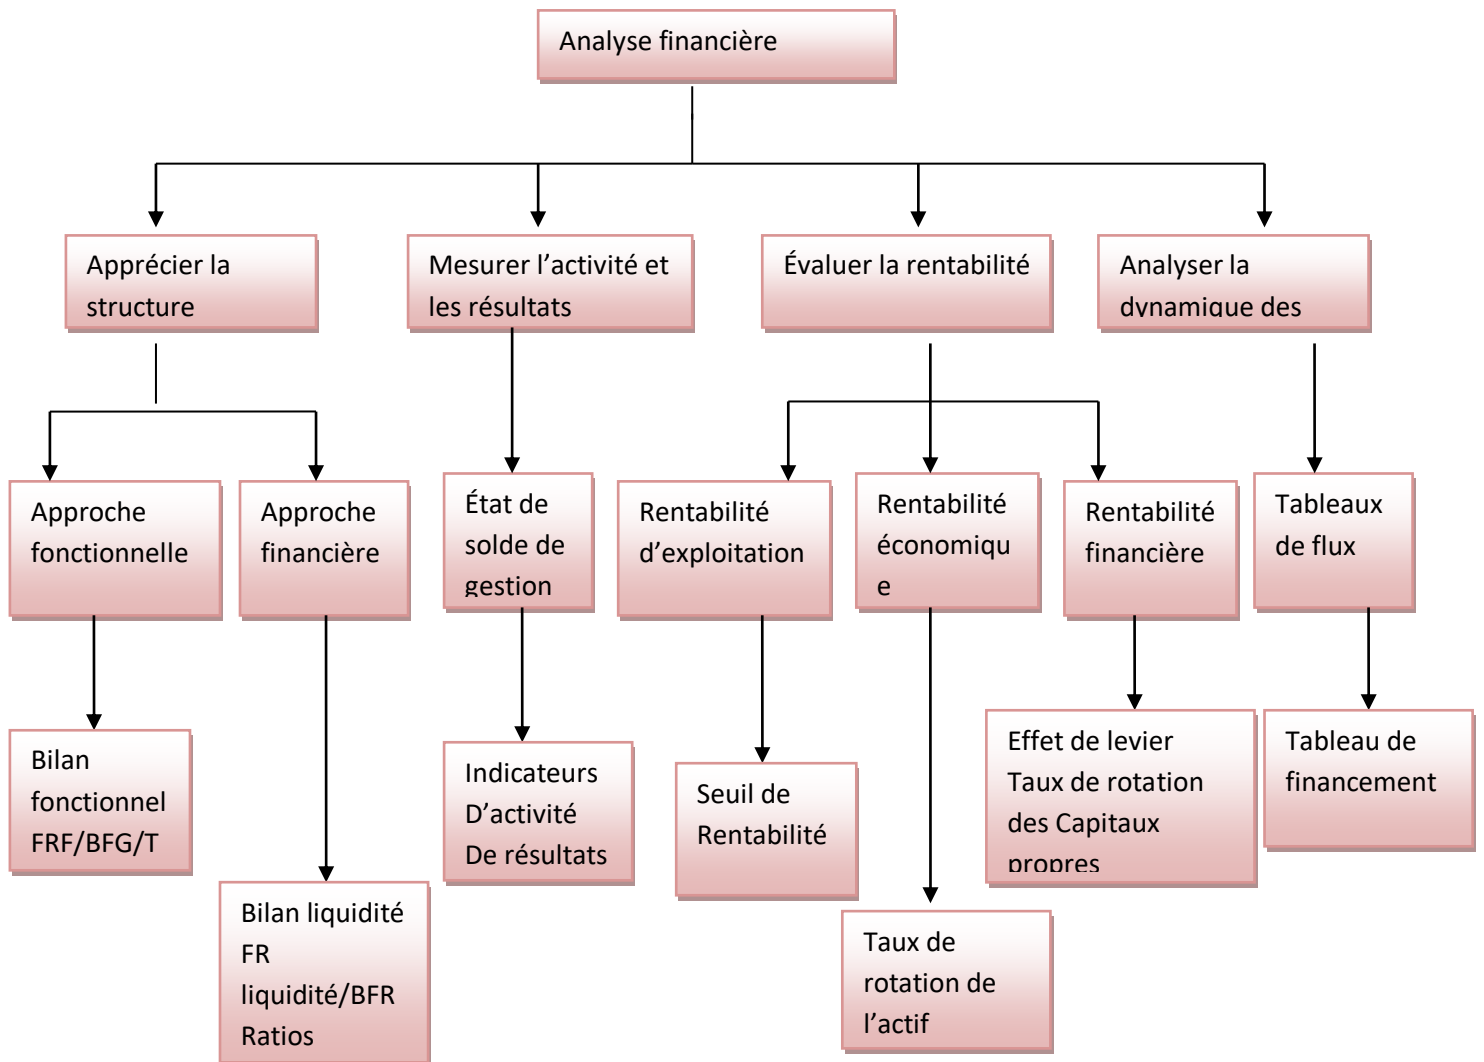 Analyse financière
Apprécier la
structure
Mesurer l’activité et
les résultats
Évaluer la rentabilité
Analyser la
dynamique des
Approche
fonctionnelle
Approche
financière
État de
solde de
gestion
Rentabilité
d’exploitation
Rentabilité
économiqu
e
Rentabilité
financière
Tableaux
de flux
Bilan
fonctionnel
FRF/BFG/T
Bilan liquidité
FR
liquidité/BFR
Ratios
Indicateurs
D’activité
De résultats
Seuil de
Rentabilité
Taux de
rotation de
l’actif
Effet de levier
Taux de rotation
des Capitaux
propres
Tableau de
financement